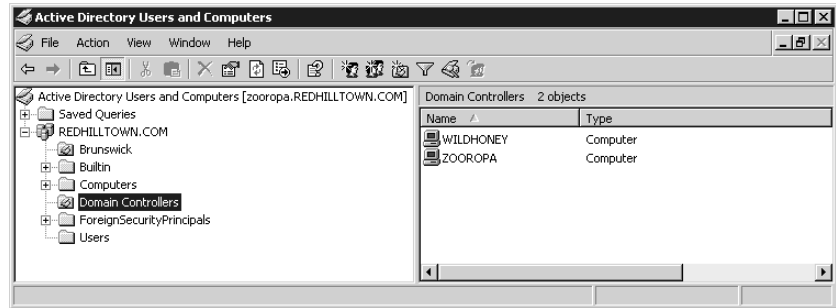 Active Directory Users and Computers
File Action View Window Help
Active Directory Users and Computers [zooropa.REDHILLTOWN.COM]
Saved Queries
REDHILLTOWN.COM
Brunswick
Builtin
Computers
Domain Controllers
ForeignSecurityPrincipals
Users
Domain Controllers 2 objects
Name Type
WILDHONEY Computer
ZOOROPA Computer